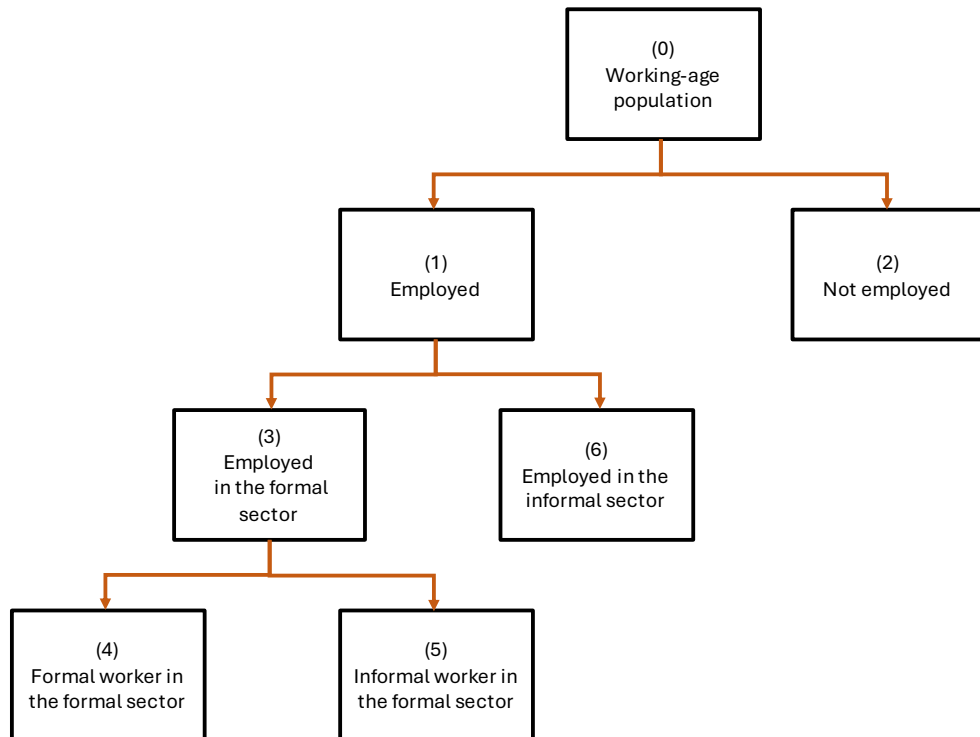 (0)
Working-age
population
(1)
Employed
(2)
Not employed
(3)
Employed
in the formal
sector
(6)
Employed in the
informal sector
(4)
Formal worker in
the formal sector
(5)
Informal worker in
the formal sector